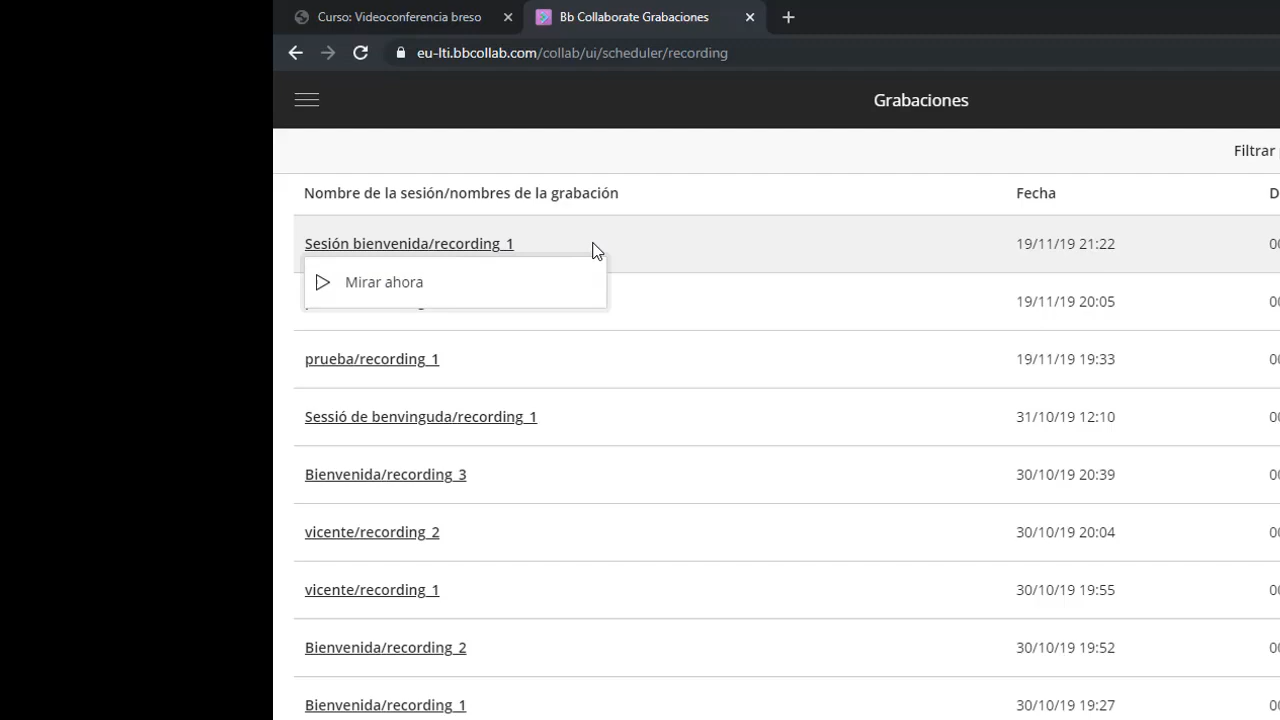 Curso: Videoconferencia breso
Bb Collaborate Grabaciones
eu-lti.bbcollab.com/collab/ui/scheduler/recording
Grabaciones
Filtrar
Nombre de la sesión/nombres de la grabación Fecha
Sesión bienvenida/recording_1 19/11/19 21:22
Mirar ahora
19/11/19 20:05
prueba/recording_1 19/11/19 19:33
Sessió de benvinguda/recording_1 31/10/19 12:10
Bienvenida/recording_3 30/10/19 20:39
vicente/recording_2 30/10/19 20:04
vicente/recording_1 30/10/19 19:55
Bienvenida/recording_2 30/10/19 19:52
Bienvenida/recording_1 30/10/19 19:27